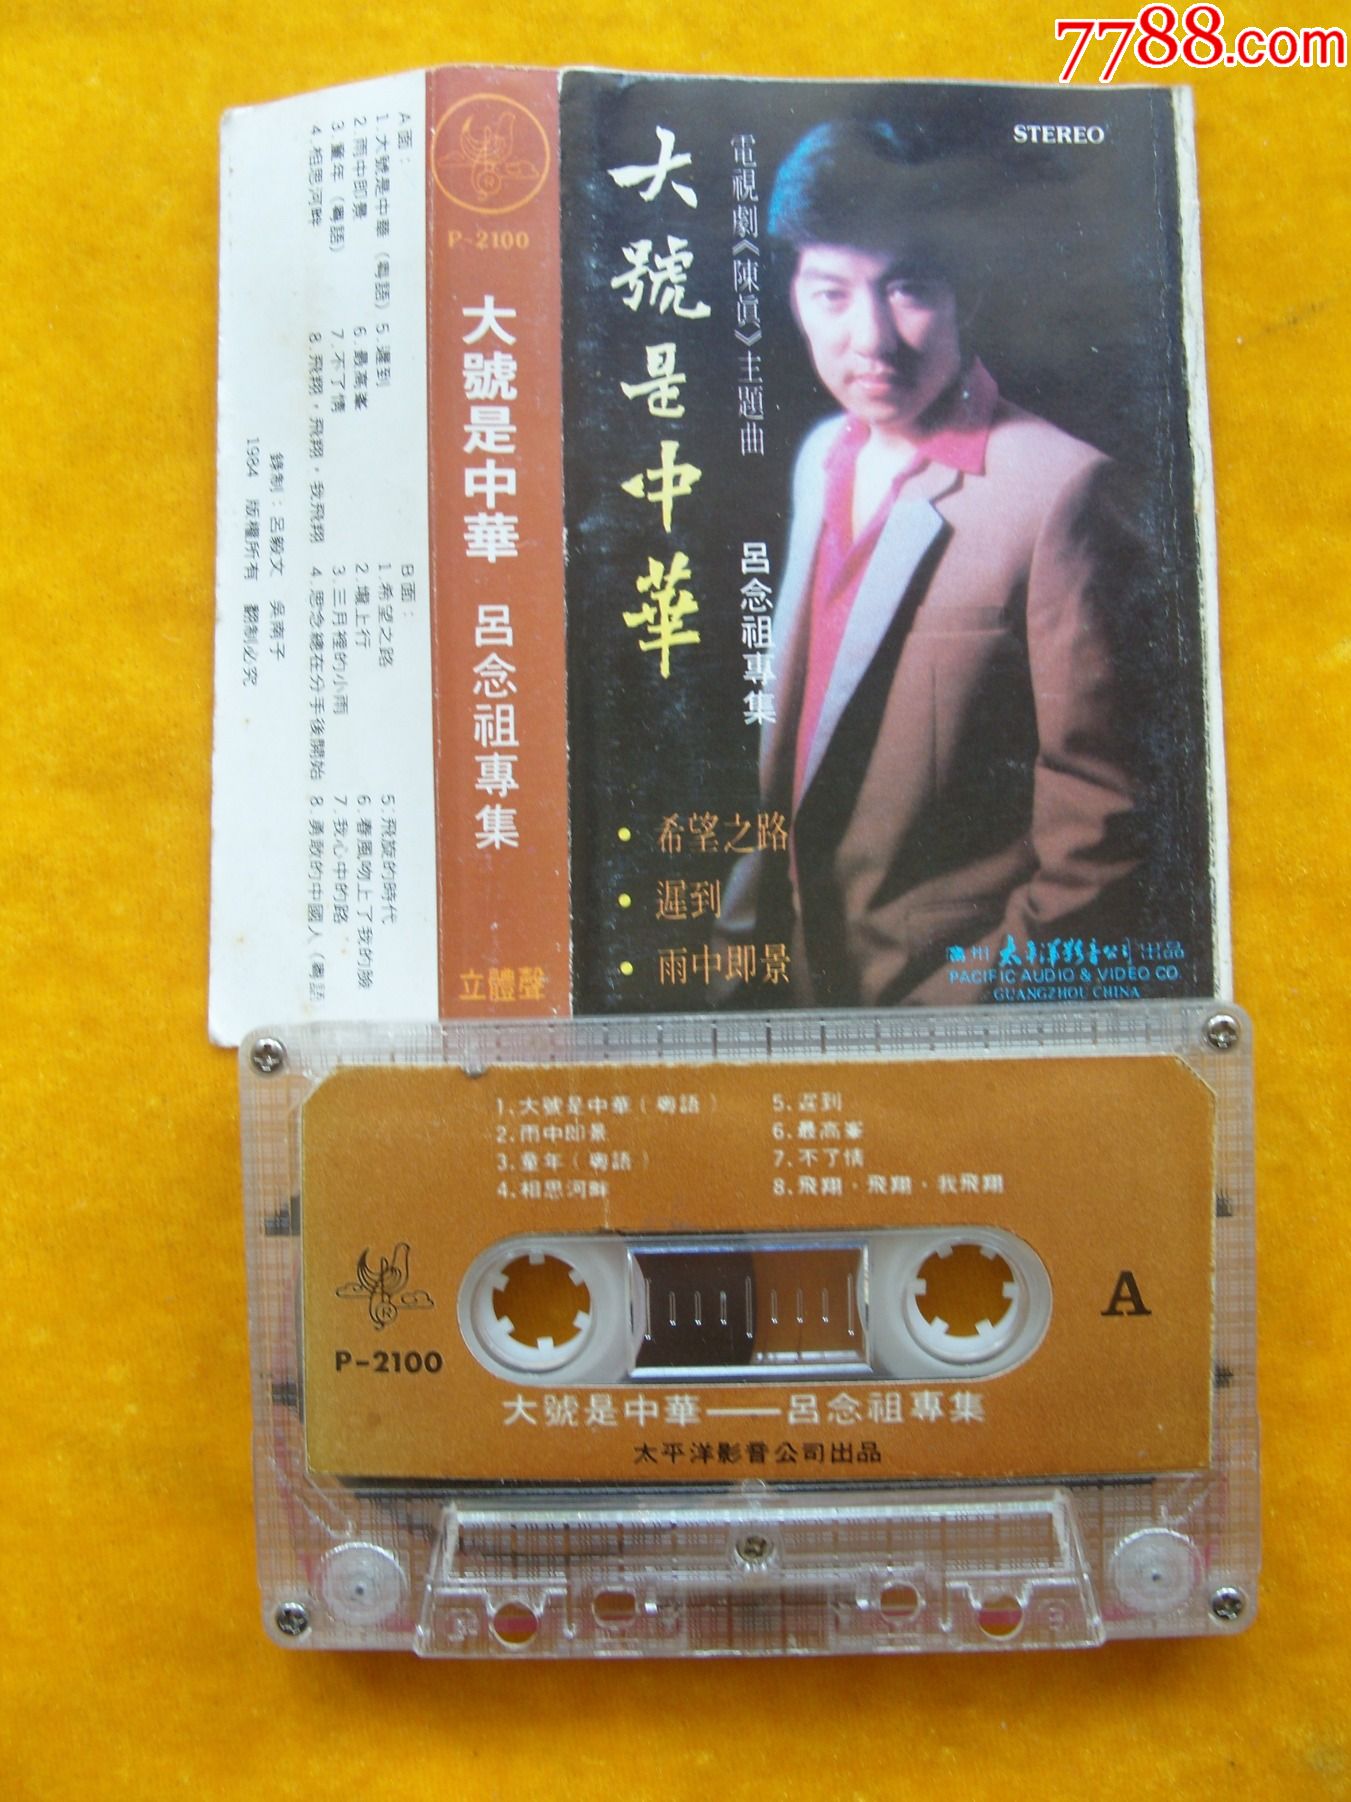 7788.com
STEREO
大號是中華
電視劇《陳真》主題曲
呂念祖專集
• 希望之路
• 遲到
• 雨中即景
廣州 太平洋影音公司 出品
PACIFIC AUDIO & VIDEO CO.
GUANGZHOU CHINA
P-2100
大號是中華 呂念祖專集
立體聲
A面：
1.大號是中華（粵語）
2.雨中即景
3.童年（粵語）
4.相思河畔
5.遲到
6.最高峯
7.不了情
8.飛翔，飛翔，我飛翔
B面：
1.希望之路
2.壠上行
3.三月裡的小雨
4.思念總在分手後開始
5.飛旋的時代
6.春風吻上了我的臉
7.我心中的路
8.勇敢的中國人（粵語
錄制：呂毅文 吳南子
1984 版權所有 翻制必究
1.大號是中華（粵語）
2.雨中即景
3.童年（粵語）
4.相思河畔
5.遲到
6.最高峯
7.不了情
8.飛翔，飛翔，我飛翔
P-2100
A
大號是中華——呂念祖專集
太平洋影音公司出品